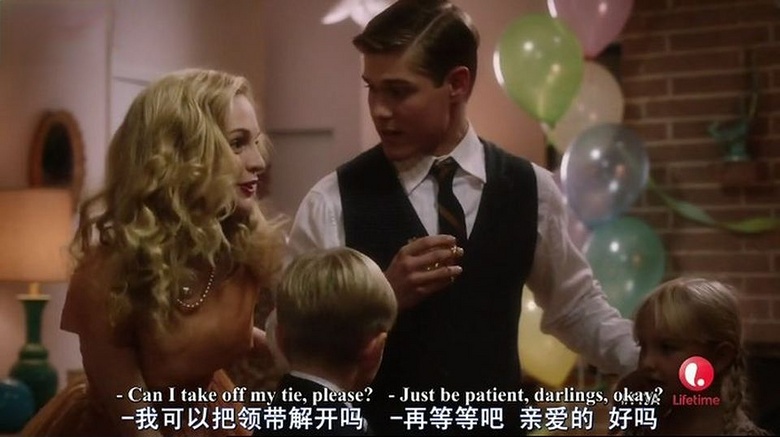 - Can I take off my tie, please?   - Just be patient, darlings, okay?
-我可以把领带解开吗   -再等等吧 亲爱的 好吗
Lifetime